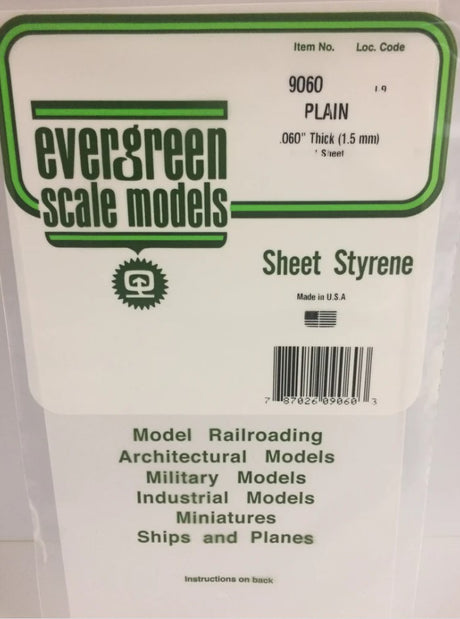 Item No. Loc. Code
9060 L9
PLAIN
.060" Thick (1.5 mm)
1 Sheet
evergreen
scale models
Sheet Styrene
Made in U.S.A
7 87026 09060 3
Model Railroading
Architectural Models
Military Models
Industrial Models
Miniatures
Ships and Planes
Instructions on back